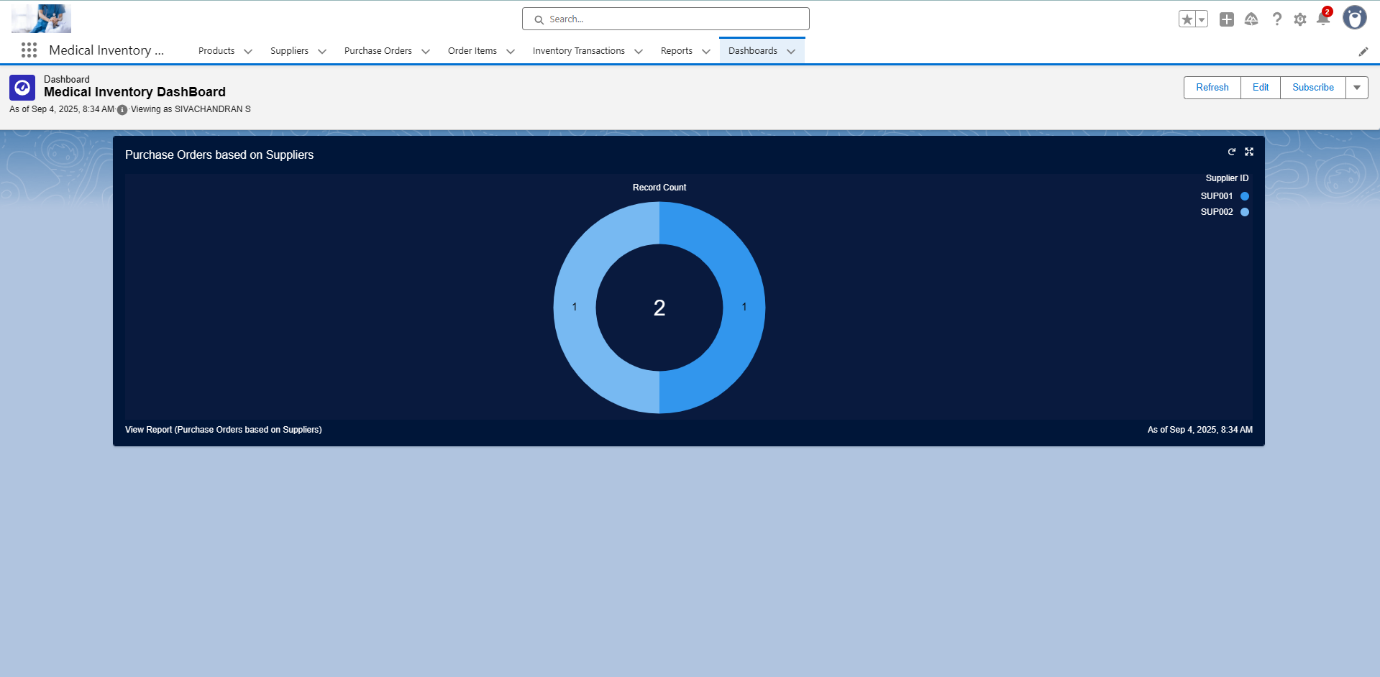 Search...
2
Medical Inventory ...
Products
Suppliers
Purchase Orders
Order Items
Inventory Transactions
Reports
Dashboards
Dashboard
Medical Inventory DashBoard
As of Sep 4, 2025, 8:34 AM Viewing as SIVACHANDRAN S
Refresh
Edit
Subscribe
Purchase Orders based on Suppliers
Record Count
Supplier ID
SUP001
SUP002
1
2
1
View Report (Purchase Orders based on Suppliers)
As of Sep 4, 2025, 8:34 AM